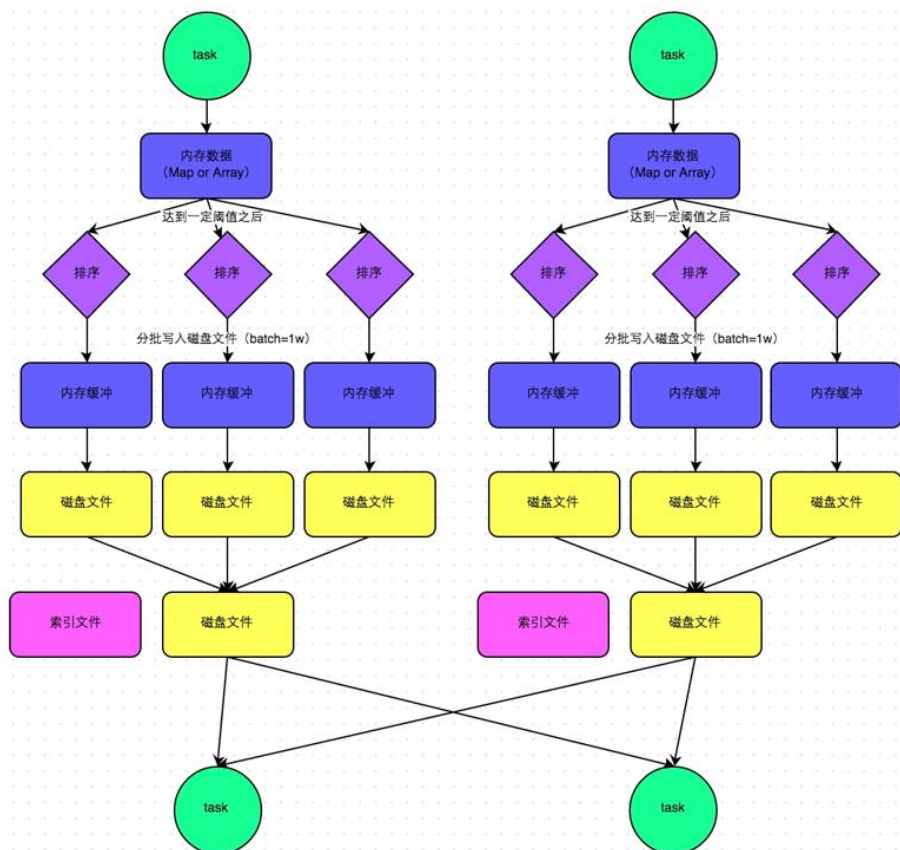 task
task
内存数据
（Map or Array）
内存数据
（Map or Array）
达到一定阈值之后
达到一定阈值之后
排序
排序
排序
排序
排序
排序
分批写入磁盘文件（batch=1w）
分批写入磁盘文件（batch=1w）
内存缓冲
内存缓冲
内存缓冲
内存缓冲
内存缓冲
内存缓冲
磁盘文件
磁盘文件
磁盘文件
磁盘文件
磁盘文件
磁盘文件
索引文件
磁盘文件
索引文件
磁盘文件
task
task